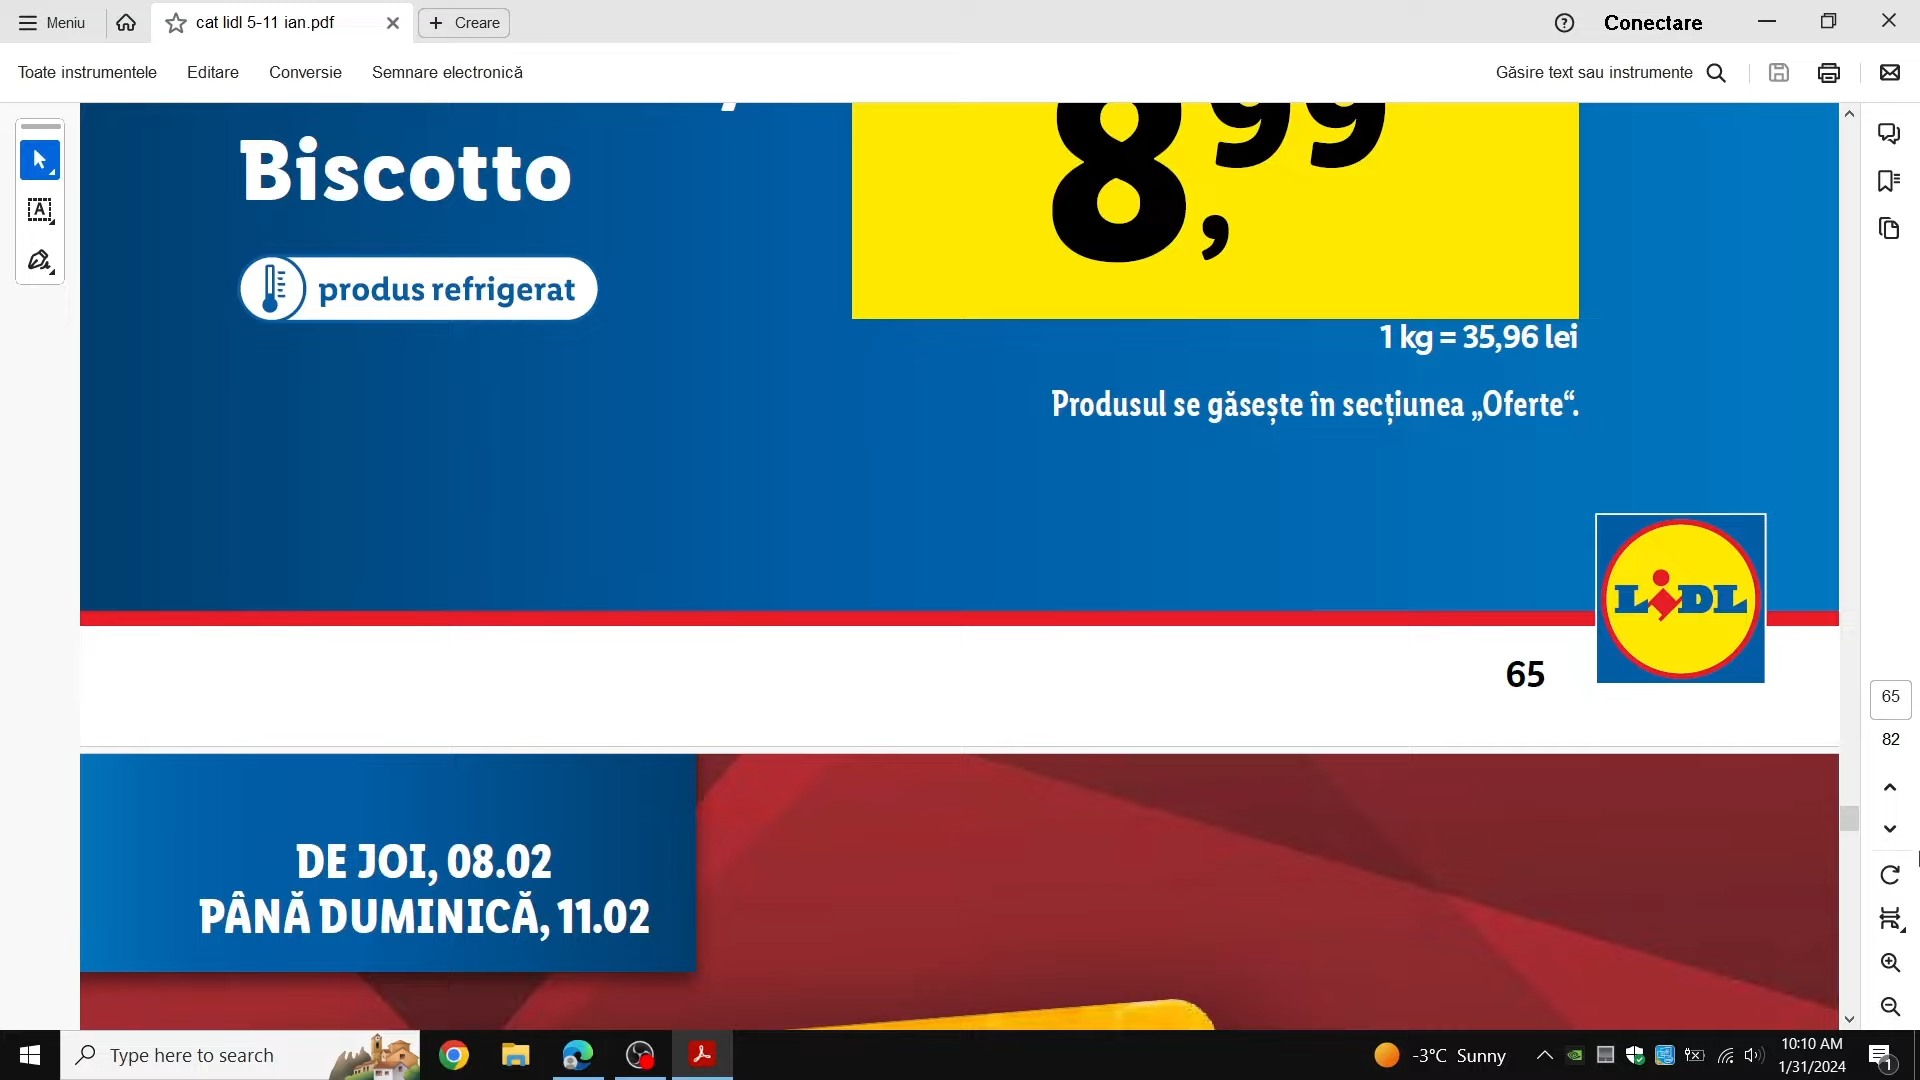 Meniu
cat lidl 5-11 ian.pdf
Creare
Conectare
Toate instrumentele
Editare
Conversie
Semnare electronică
Găsire text sau instrumente
Biscotto
8,99
produs refrigerat
1 kg = 35,96 lei
Produsul se găsește în secțiunea „Oferte“.
LIDL
65
65
82
DE JOI, 08.02
PÂNĂ DUMINICĂ, 11.02
Type here to search
-3°C Sunny
10:10 AM
1/31/2024
1